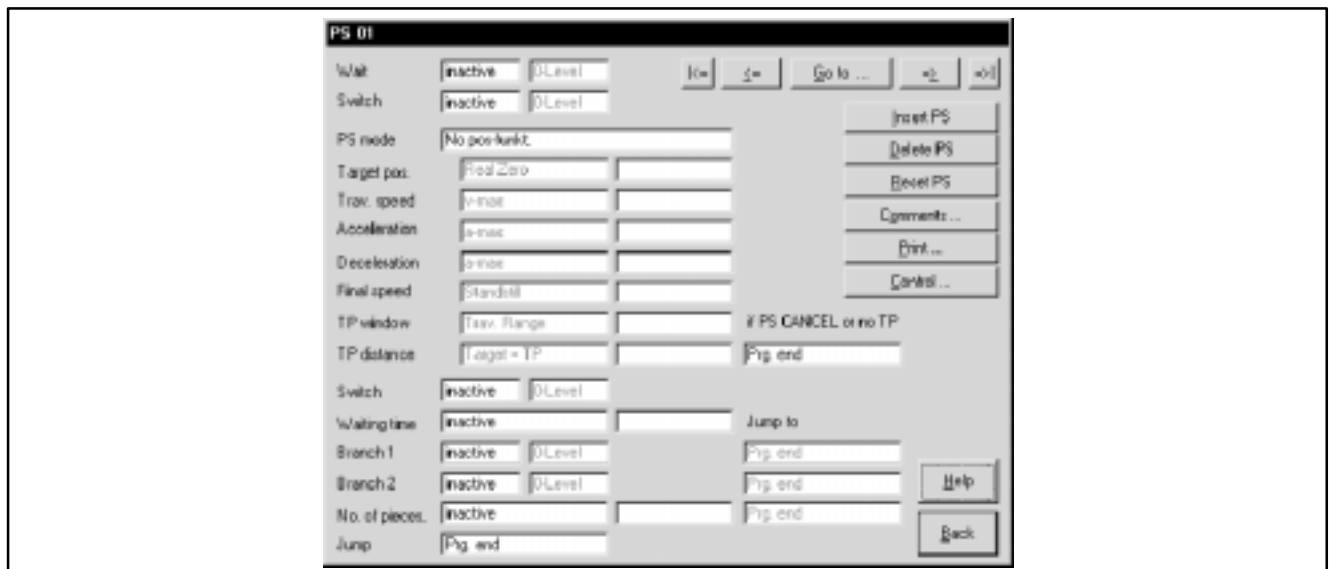 PS 01
Wait inactive 0-Level |<= <= Go to ... => =>|
Switch inactive 0-Level
Insert PS
PS mode No pos-funkt.
Delete PS
Target pos. Real Zero
Reset PS
Trav. speed v-max
Comments ...
Acceleration a-max
Print ...
Deceleration a-max
Control ...
Final speed Standstill
TP window Trav. Range if PS CANCEL or no TP
TP distance Target = TP Prg. end
Switch inactive 0-Level
Waiting time inactive Jump to
Branch 1 inactive 0-Level Prg. end
Branch 2 inactive 0-Level Prg. end
Help
No. of pieces. inactive Prg. end
Back
Jump Prg. end